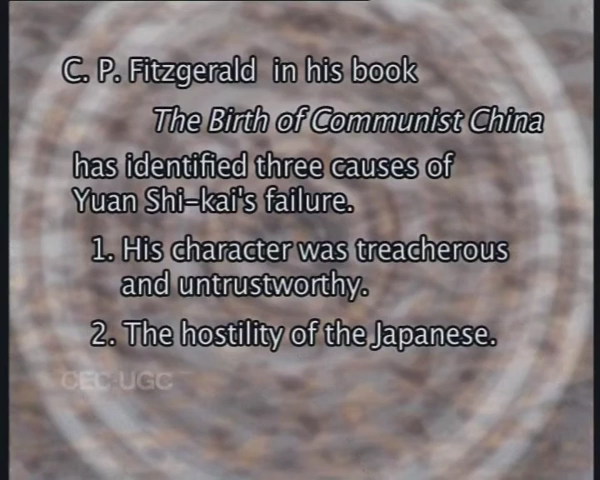 C. P. Fitzgerald in his book
The Birth of Communist China
has identified three causes of
Yuan Shi-kai's failure.
1. His character was treacherous
and untrustworthy.
2. The hostility of the Japanese.
CEC-UGC